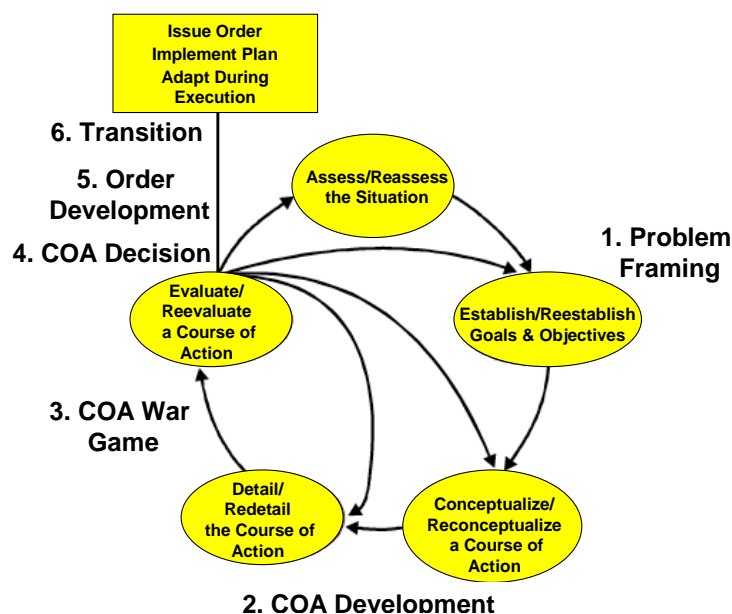 Issue Order
Implement Plan
Adapt During
Execution
6. Transition
5. Order
Development
4. COA Decision
Assess/Reassess
the Situation
1. Problem
Framing
Establish/Reestablish
Goals & Objectives
Evaluate/
Reevaluate
a Course of
Action
3. COA War
Game
Detail/
Redetail
the Course of
Action
Conceptualize/
Reconceptualize
a Course of
Action
2. COA Development